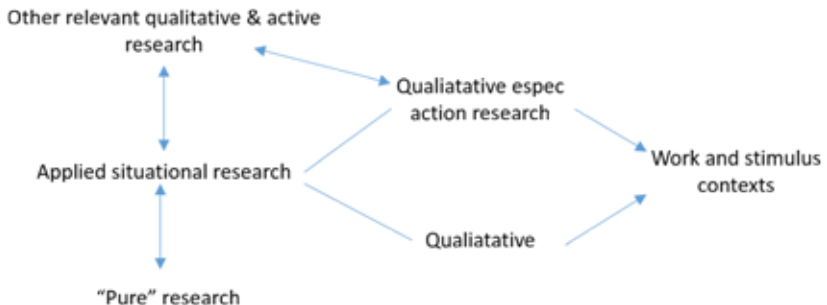 Other relevant qualitative & active
research
Qualiatative espec
action research
Work and stimulus
contexts
Applied situational research
Qualiatative
“Pure” research